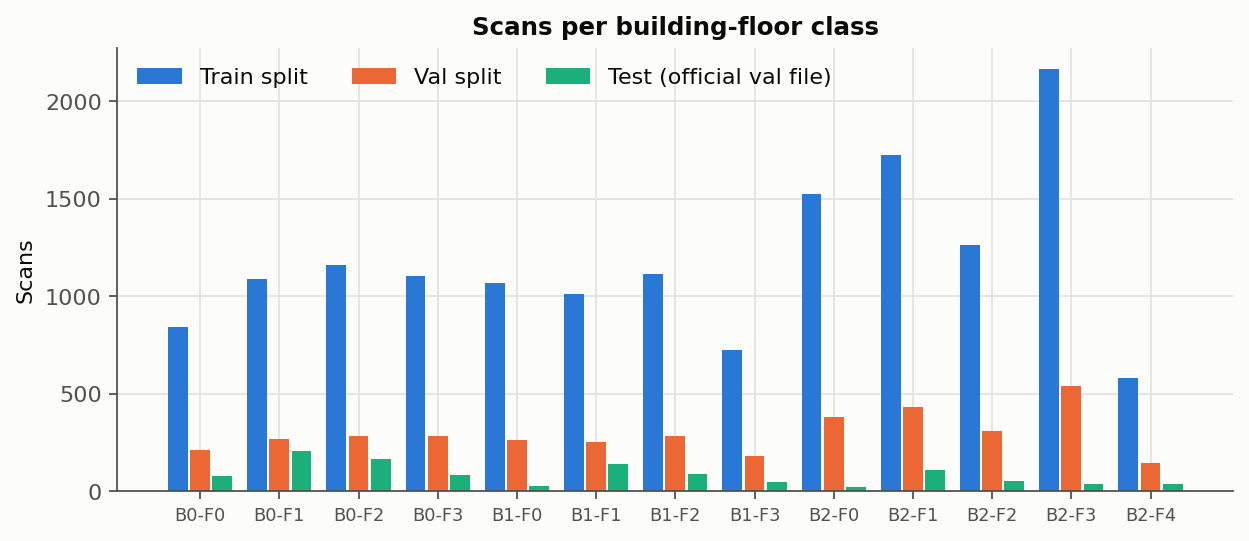 Scans per building-floor class
Train split Val split Test (official val file)
Scans
2000
1500
1000
500
0
B0-F0 B0-F1 B0-F2 B0-F3 B1-F0 B1-F1 B1-F2 B1-F3 B2-F0 B2-F1 B2-F2 B2-F3 B2-F4